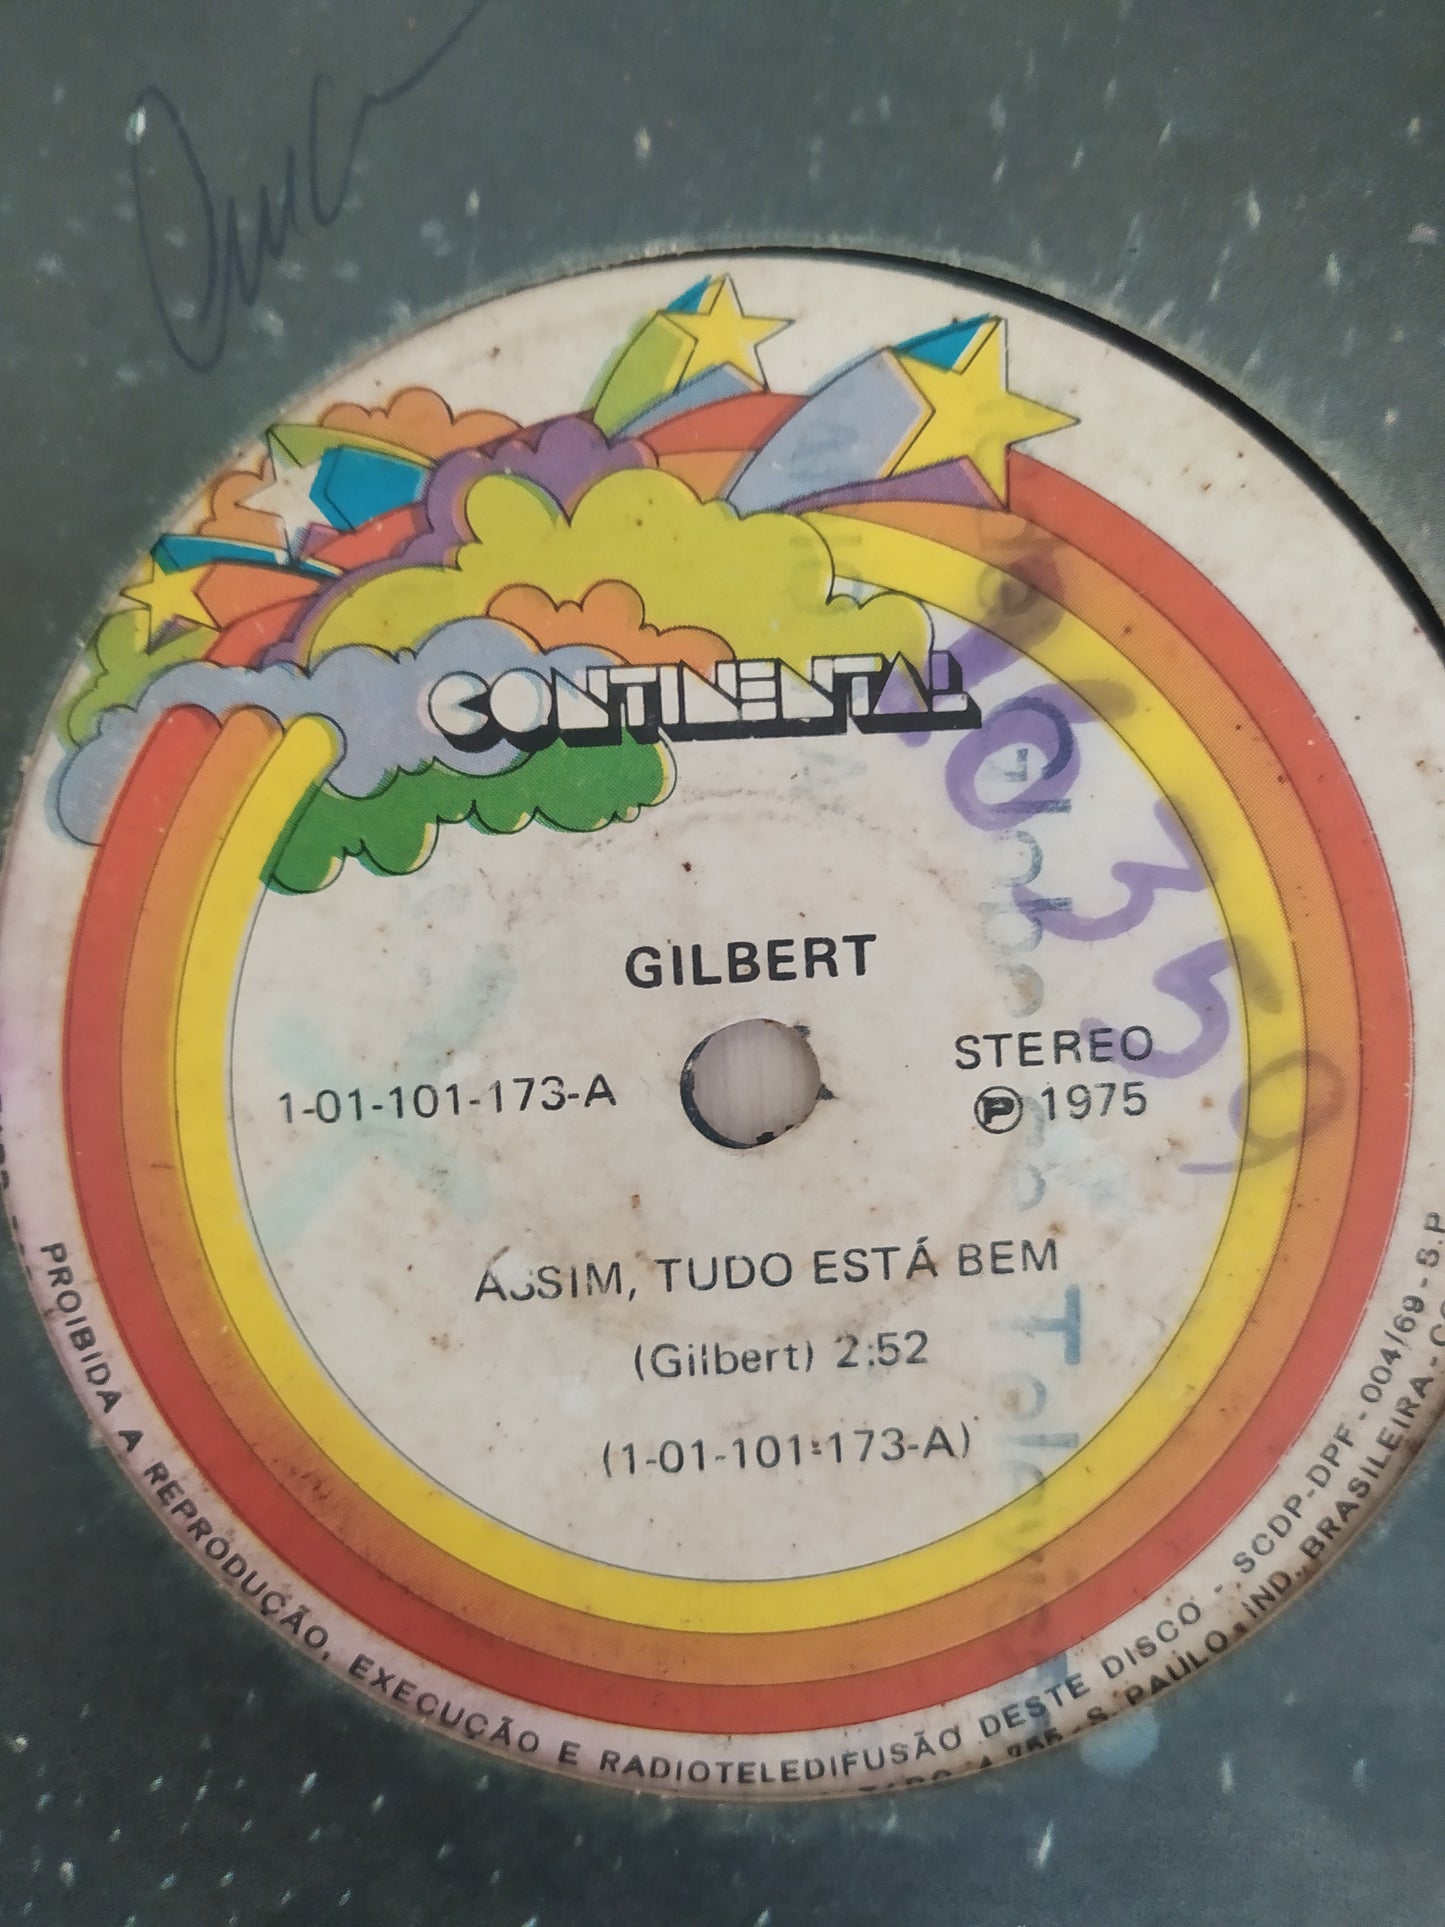 CONTINENTAL
GILBERT
1-01-101-173-A
STEREO
Ⓟ 1975
ASSIM, TUDO ESTÁ BEM
(Gilbert) 2:52
(1-01-101-173-A)
PROIBIDA A REPRODUÇÃO, EXECUÇÃO E RADIOTELEDIFUSÃO DESTE DISCO - SCDP-DPF-004/69 - S.P
S. PAULO - IND. BRASILEIRA